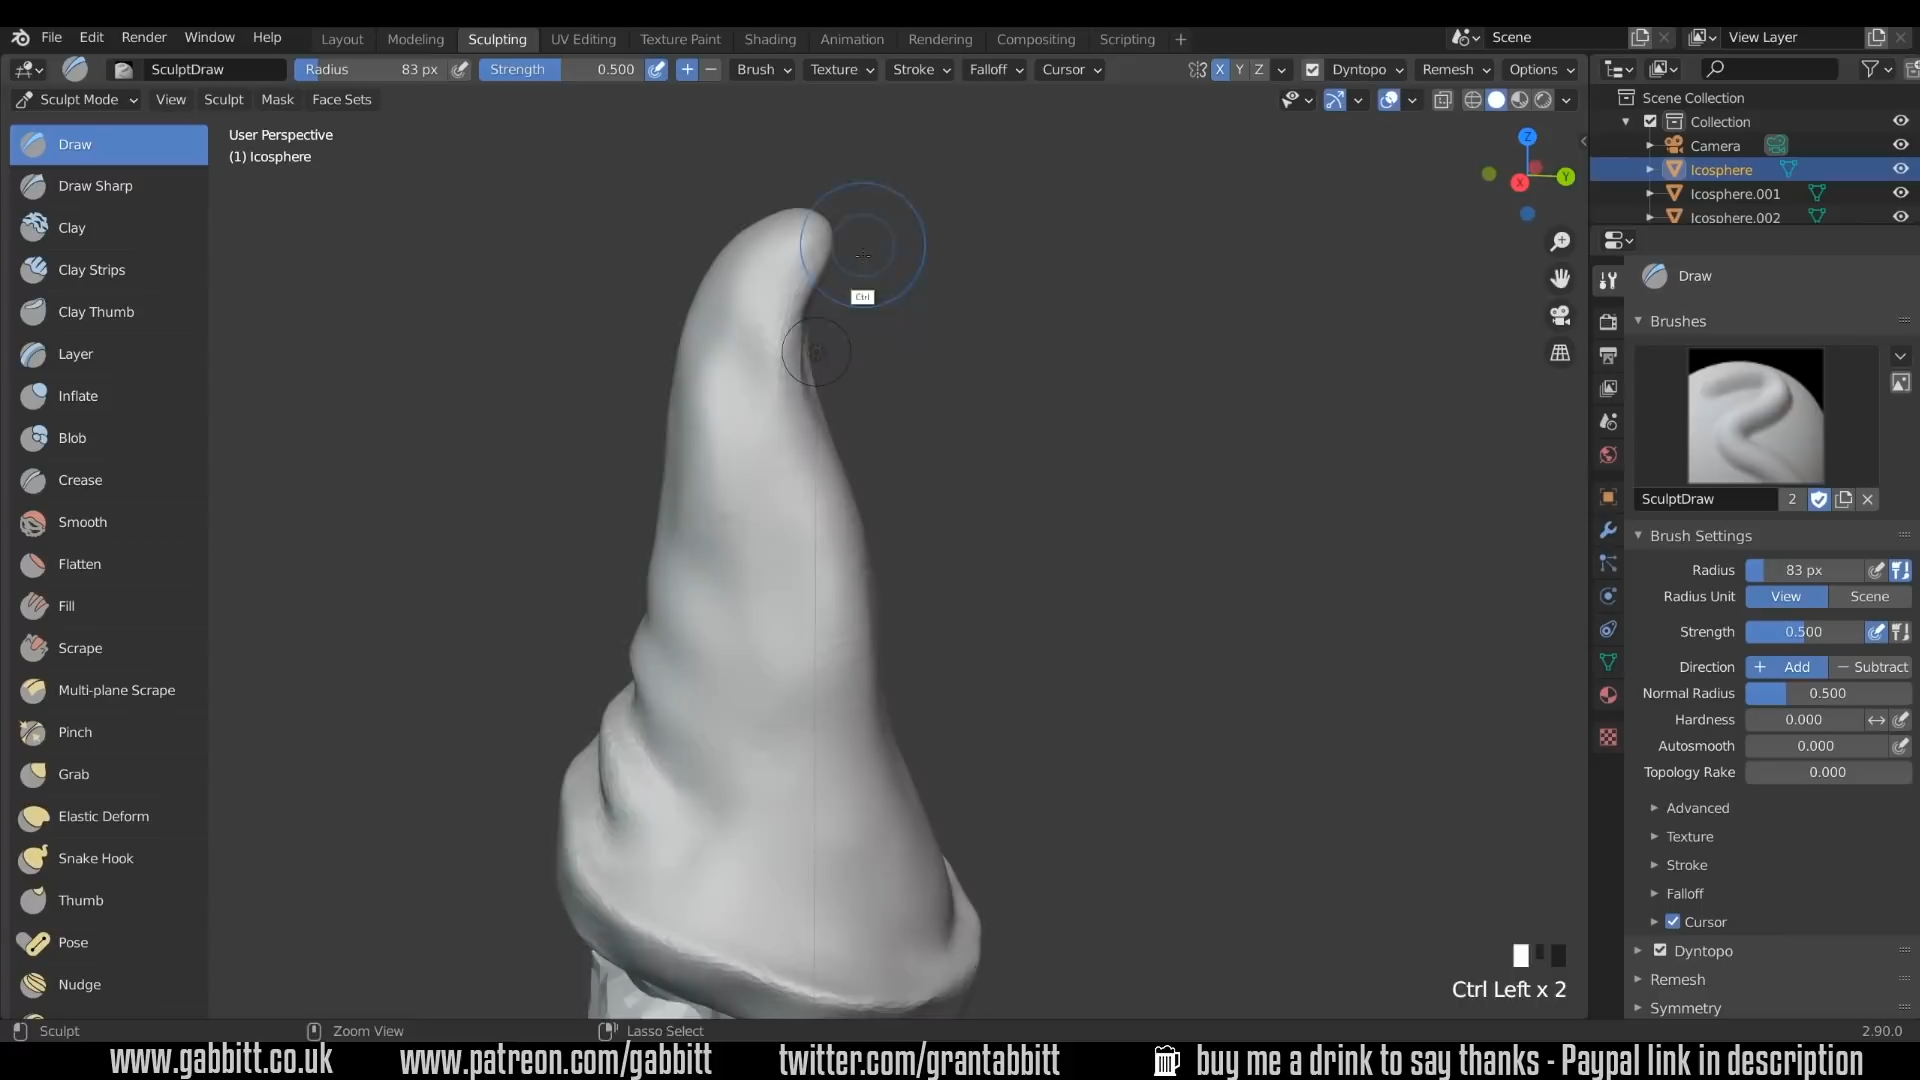 File Edit Render Window Help Layout Modeling Sculpting UV Editing Texture Paint Shading Animation Rendering Compositing Scripting + Scene View Layer
SculptDraw Radius 83 px Strength 0.500 + − Brush Texture Stroke Falloff Cursor X Y Z Dyntopo Remesh Options
Sculpt Mode View Sculpt Mask Face Sets
User Perspective
(1) Icosphere
Draw
Draw Sharp
Clay
Clay Strips
Clay Thumb
Layer
Inflate
Blob
Crease
Smooth
Flatten
Fill
Scrape
Multi-plane Scrape
Pinch
Grab
Elastic Deform
Snake Hook
Thumb
Pose
Nudge
Ctrl
Z
Y
X
Ctrl Left x 2
Scene Collection
Collection
Camera
Icosphere
Icosphere.001
Icosphere.002
Draw
Brushes
SculptDraw 2
Brush Settings
Radius 83 px
Radius Unit View Scene
Strength 0.500
Direction + Add − Subtract
Normal Radius 0.500
Hardness 0.000
Autosmooth 0.000
Topology Rake 0.000
Advanced
Texture
Stroke
Falloff
Cursor
Dyntopo
Remesh
Symmetry
Sculpt Zoom View Lasso Select 2.90.0
www.gabbitt.co.uk www.patreon.com/gabbitt twitter.com/grantabbitt buy me a drink to say thanks - Paypal link in description